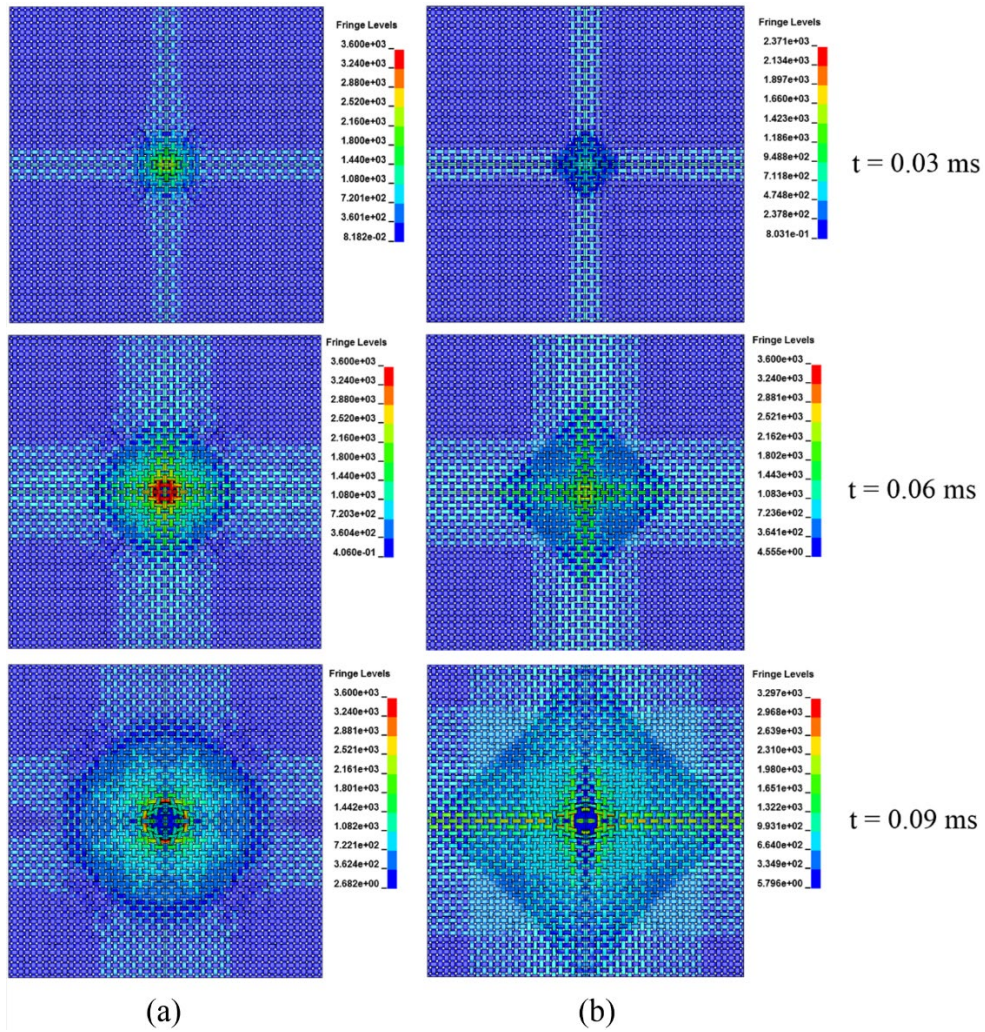 Fringe Levels
3.600e+03
3.240e+03
2.880e+03
2.520e+03
2.160e+03
1.800e+03
1.440e+03
1.080e+03
7.201e+02
3.601e+02
8.182e-02
Fringe Levels
2.371e+03
2.134e+03
1.897e+03
1.660e+03
1.423e+03
1.186e+03
9.488e+02
7.118e+02
4.748e+02
2.378e+02
8.031e-01
t = 0.03 ms
Fringe Levels
3.600e+03
3.240e+03
2.880e+03
2.520e+03
2.160e+03
1.800e+03
1.440e+03
1.080e+03
7.203e+02
3.604e+02
4.060e-01
Fringe Levels
3.600e+03
3.240e+03
2.881e+03
2.521e+03
2.162e+03
1.802e+03
1.443e+03
1.083e+03
7.236e+02
3.641e+02
4.555e+00
t = 0.06 ms
Fringe Levels
3.600e+03
3.240e+03
2.881e+03
2.521e+03
2.161e+03
1.801e+03
1.442e+03
1.082e+03
7.221e+02
3.624e+02
2.682e+00
Fringe Levels
3.297e+03
2.968e+03
2.639e+03
2.310e+03
1.980e+03
1.651e+03
1.322e+03
9.931e+02
6.640e+02
3.349e+02
5.796e+00
t = 0.09 ms
(a)
(b)